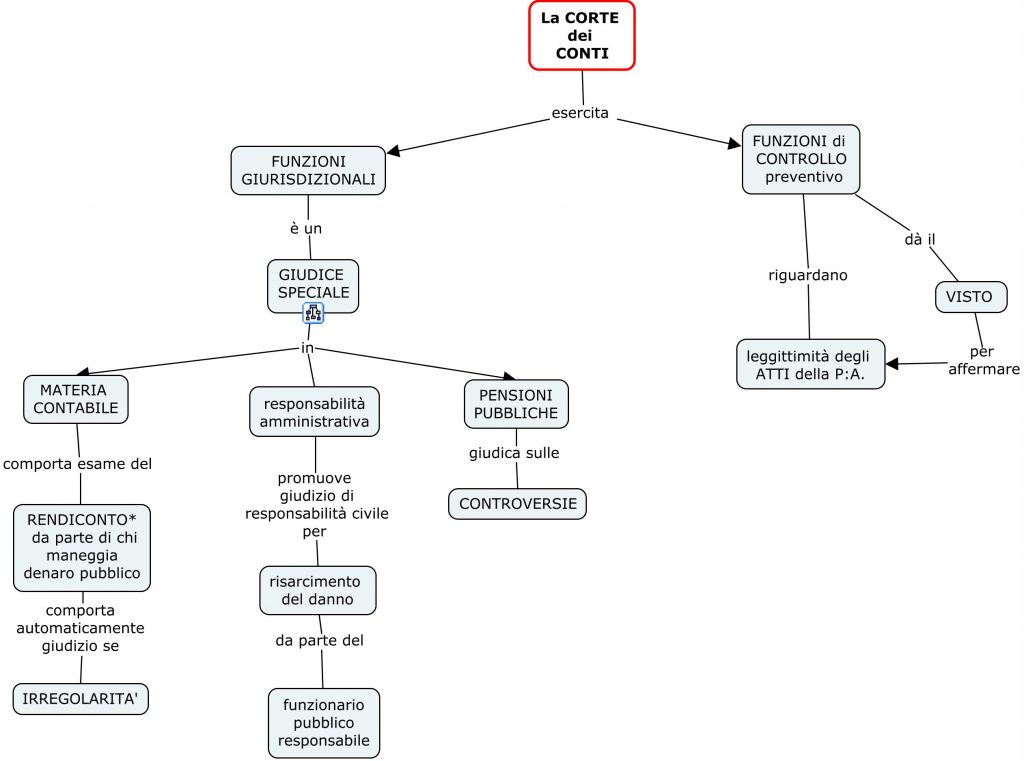 La CORTE
dei
CONTI
esercita
FUNZIONI
GIURISDIZIONALI
è un
GIUDICE
SPECIALE
in
MATERIA
CONTABILE
comporta esame del
RENDICONTO*
da parte di chi
maneggia
denaro pubblico
comporta
automaticamente
giudizio se
IRREGOLARITA'
responsabilità
amministrativa
promuove
giudizio di
responsabilità civile
per
risarcimento
del danno
da parte del
funzionario
pubblico
responsabile
PENSIONI
PUBBLICHE
giudica sulle
CONTROVERSIE
FUNZIONI di
CONTROLLO
preventivo
riguardano
leggittimità degli
ATTI della P:A.
dà il
VISTO
per
affermare